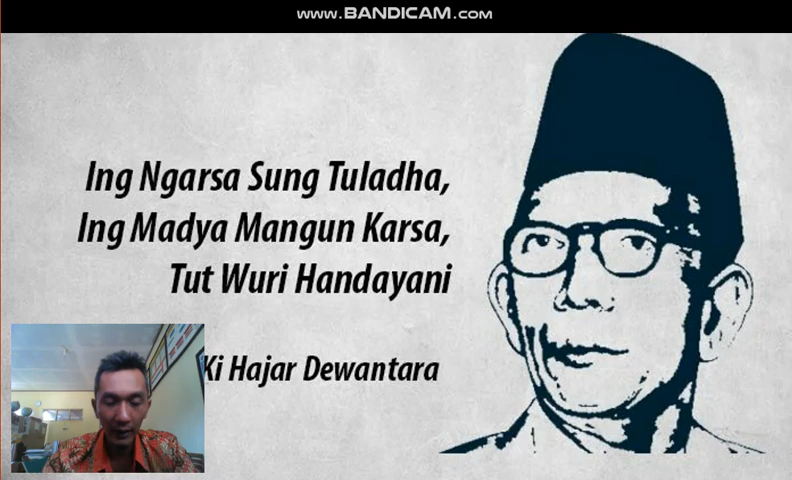 www.BANDICAM.com
Ing Ngarsa Sung Tuladha,
Ing Madya Mangun Karsa,
Tut Wuri Handayani
Ki Hajar Dewantara